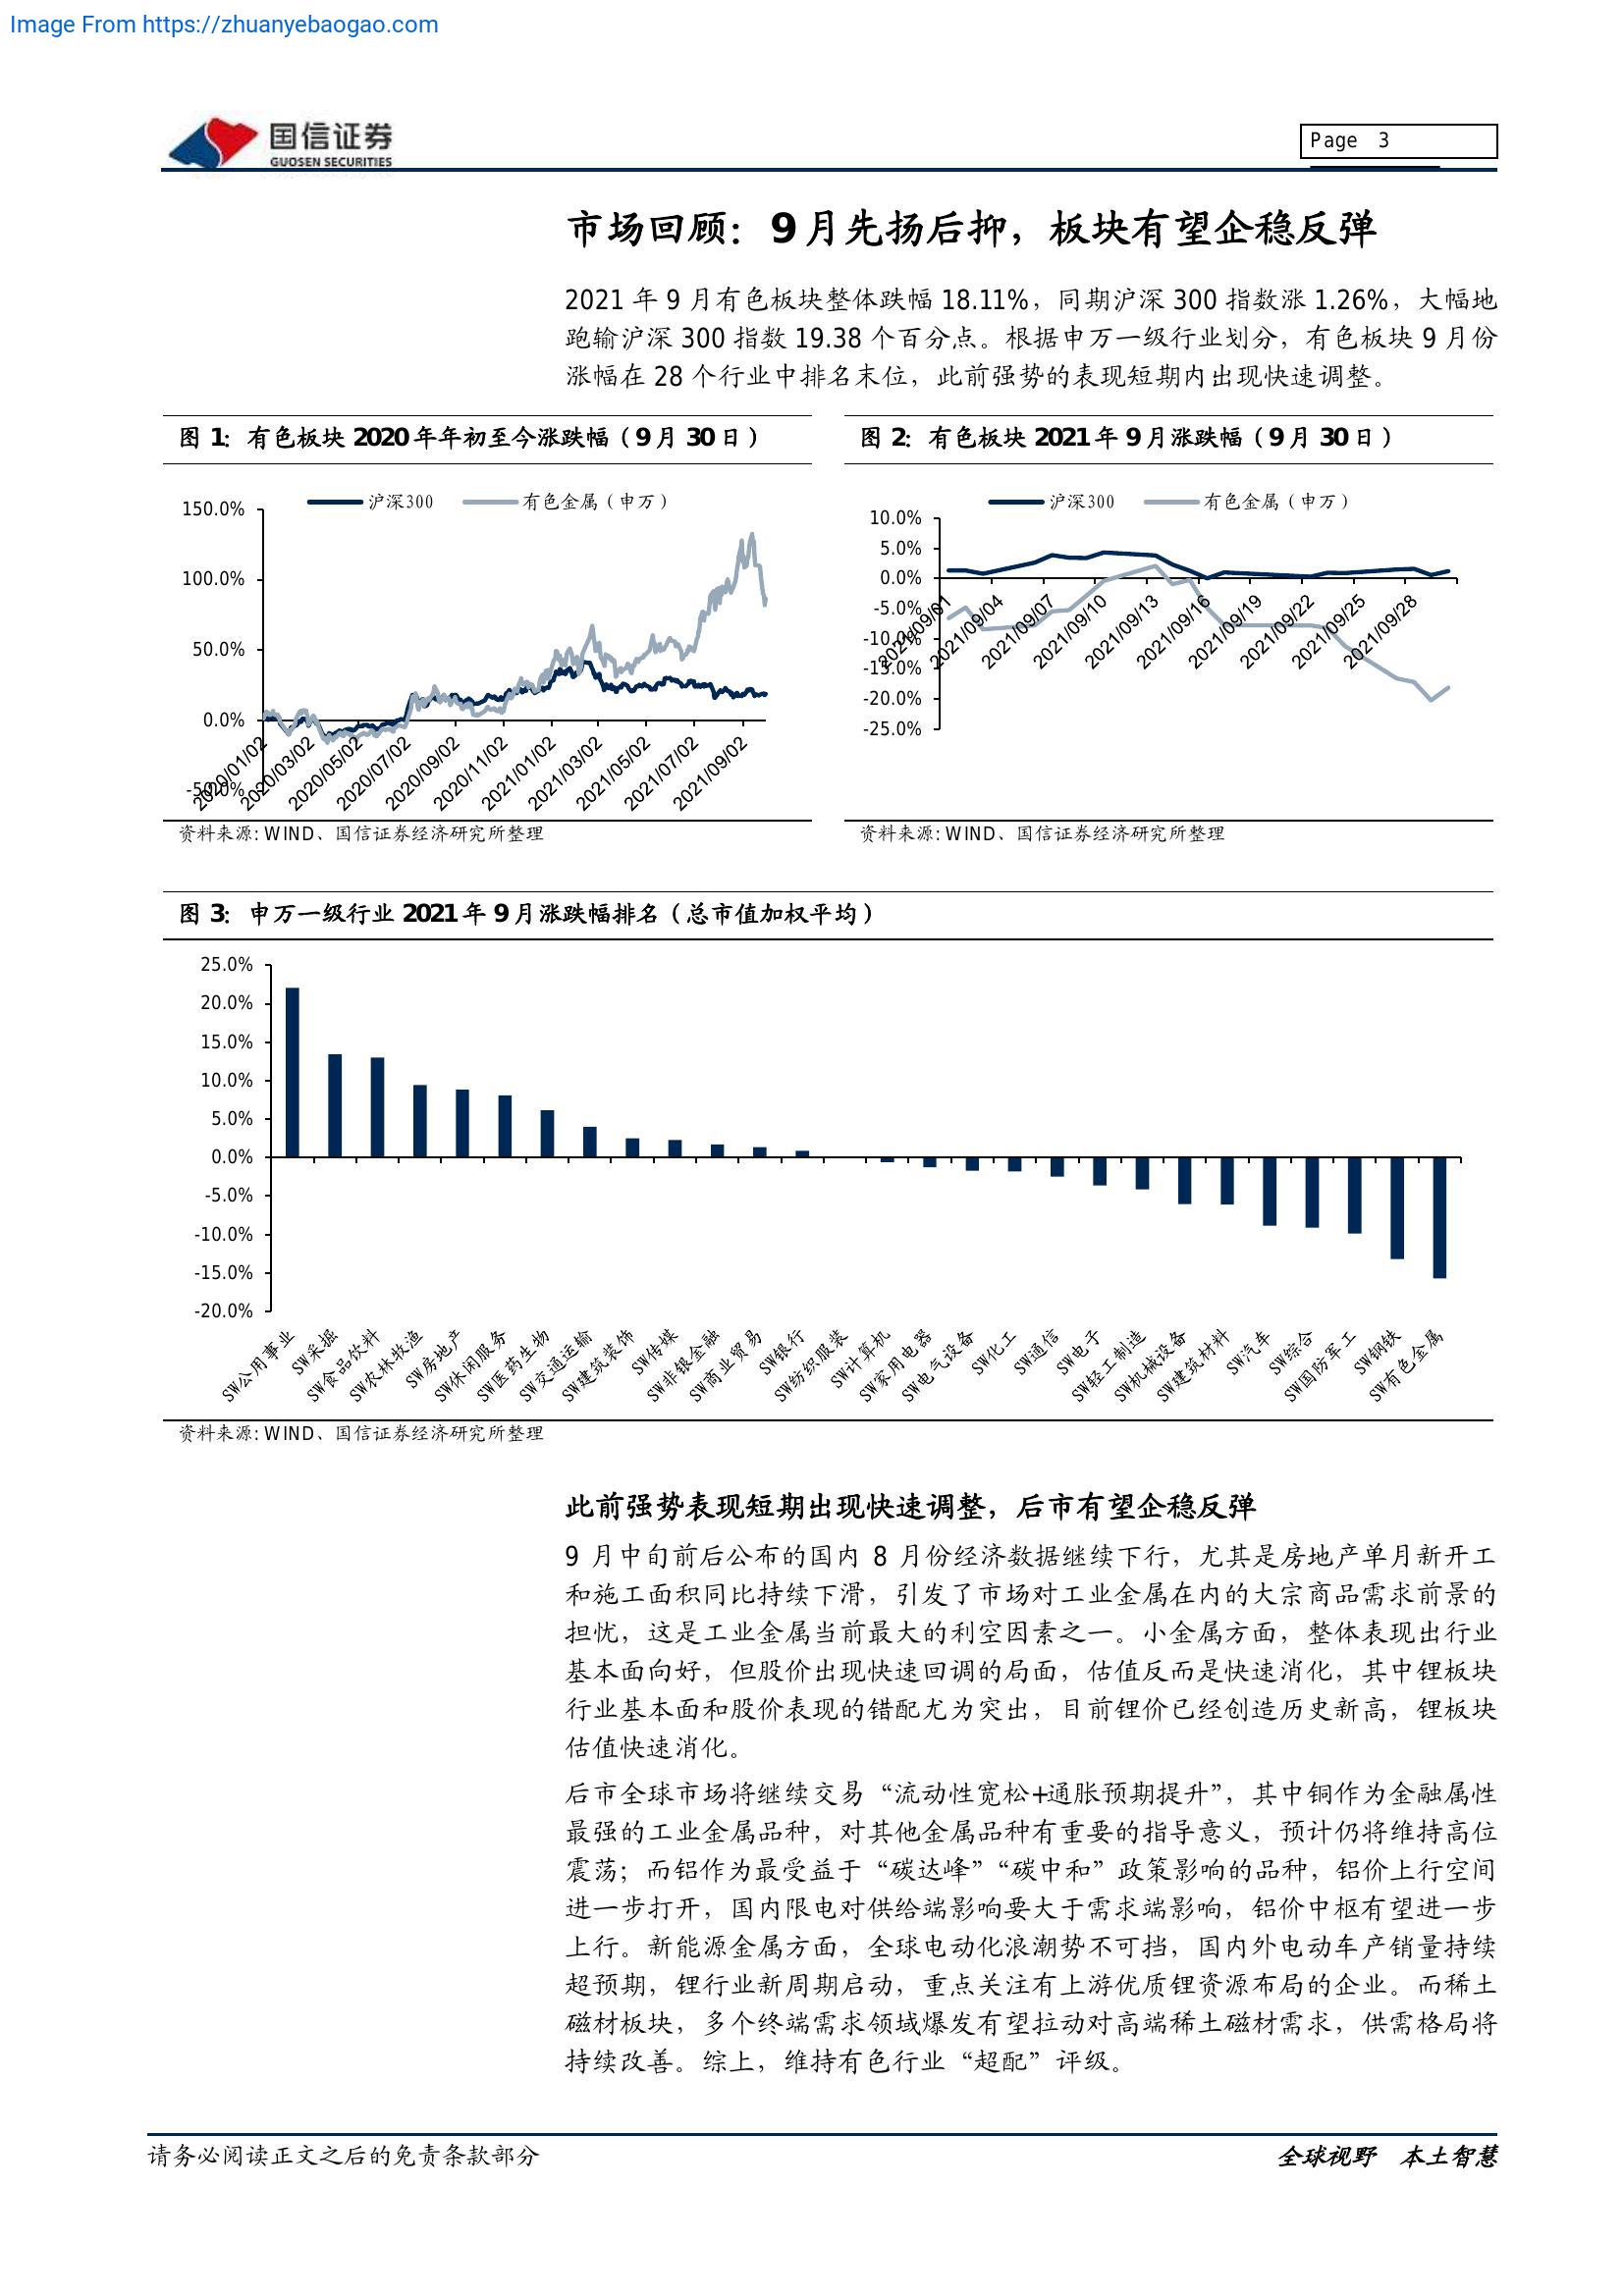 Image From https://zhuanyebaogao.com
国信证券
GUOSEN SECURITIES
Page 3
市场回顾：9月先扬后抑，板块有望企稳反弹
2021 年 9 月有色板块整体跌幅 18.11%，同期沪深 300 指数涨 1.26%，大幅地
跑输沪深 300 指数 19.38 个百分点。根据申万一级行业划分，有色板块 9 月份
涨幅在 28 个行业中排名末位，此前强势的表现短期内出现快速调整。
图 1：有色板块 2020 年年初至今涨跌幅（9 月 30 日）
沪深300
有色金属（申万）
150.0%
100.0%
50.0%
0.0%
-50.0%
2020/01/02
2020/03/02
2020/05/02
2020/07/02
2020/09/02
2020/11/02
2021/01/02
2021/03/02
2021/05/02
2021/07/02
2021/09/02
资料来源: WIND、国信证券经济研究所整理
图 2：有色板块 2021 年 9 月涨跌幅（9 月 30 日）
沪深300
有色金属（申万）
10.0%
5.0%
0.0%
-5.0%
-10.0%
-15.0%
-20.0%
-25.0%
2021/09/01
2021/09/04
2021/09/07
2021/09/10
2021/09/13
2021/09/16
2021/09/19
2021/09/22
2021/09/25
2021/09/28
资料来源: WIND、国信证券经济研究所整理
图 3：申万一级行业 2021 年 9 月涨跌幅排名（总市值加权平均）
25.0%
20.0%
15.0%
10.0%
5.0%
0.0%
-5.0%
-10.0%
-15.0%
-20.0%
SW公用事业
SW采掘
SW食品饮料
SW农林牧渔
SW房地产
SW休闲服务
SW医药生物
SW交通运输
SW建筑装饰
SW传媒
SW非银金融
SW商业贸易
SW银行
SW纺织服装
SW计算机
SW家用电器
SW电气设备
SW化工
SW通信
SW电子
SW轻工制造
SW机械设备
SW建筑材料
SW汽车
SW综合
SW国防军工
SW钢铁
SW有色金属
资料来源: WIND、国信证券经济研究所整理
此前强势表现短期出现快速调整，后市有望企稳反弹
9 月中旬前后公布的国内 8 月份经济数据继续下行，尤其是房地产单月新开工
和施工面积同比持续下滑，引发了市场对工业金属在内的大宗商品需求前景的
担忧，这是工业金属当前最大的利空因素之一。小金属方面，整体表现出行业
基本面向好，但股价出现快速回调的局面，估值反而是快速消化，其中锂板块
行业基本面和股价表现的错配尤为突出，目前锂价已经创造历史新高，锂板块
估值快速消化。
后市全球市场将继续交易“流动性宽松+通胀预期提升”，其中铜作为金融属性
最强的工业金属品种，对其他金属品种有重要的指导意义，预计仍将维持高位
震荡；而铝作为最受益于“碳达峰”“碳中和”政策影响的品种，铝价上行空间
进一步打开，国内限电对供给端影响要大于需求端影响，铝价中枢有望进一步
上行。新能源金属方面，全球电动化浪潮势不可挡，国内外电动车产销量持续
超预期，锂行业新周期启动，重点关注有上游优质锂资源布局的企业。而稀土
磁材板块，多个终端需求领域爆发有望拉动对高端稀土磁材需求，供需格局将
持续改善。综上，维持有色行业“超配”评级。
请务必阅读正文之后的免责条款部分
全球视野 本土智慧